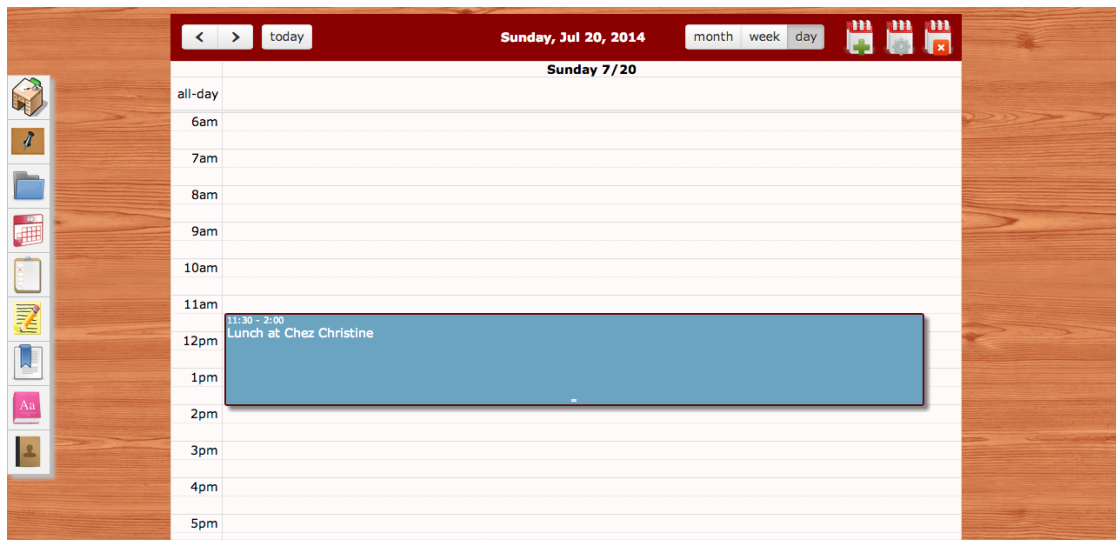 today
Sunday, Jul 20, 2014
month week day
Sunday 7/20
all-day
6am
7am
8am
9am
10am
11am
11:30 - 2:00
Lunch at Chez Christine
12pm
1pm
2pm
3pm
4pm
5pm
Aa